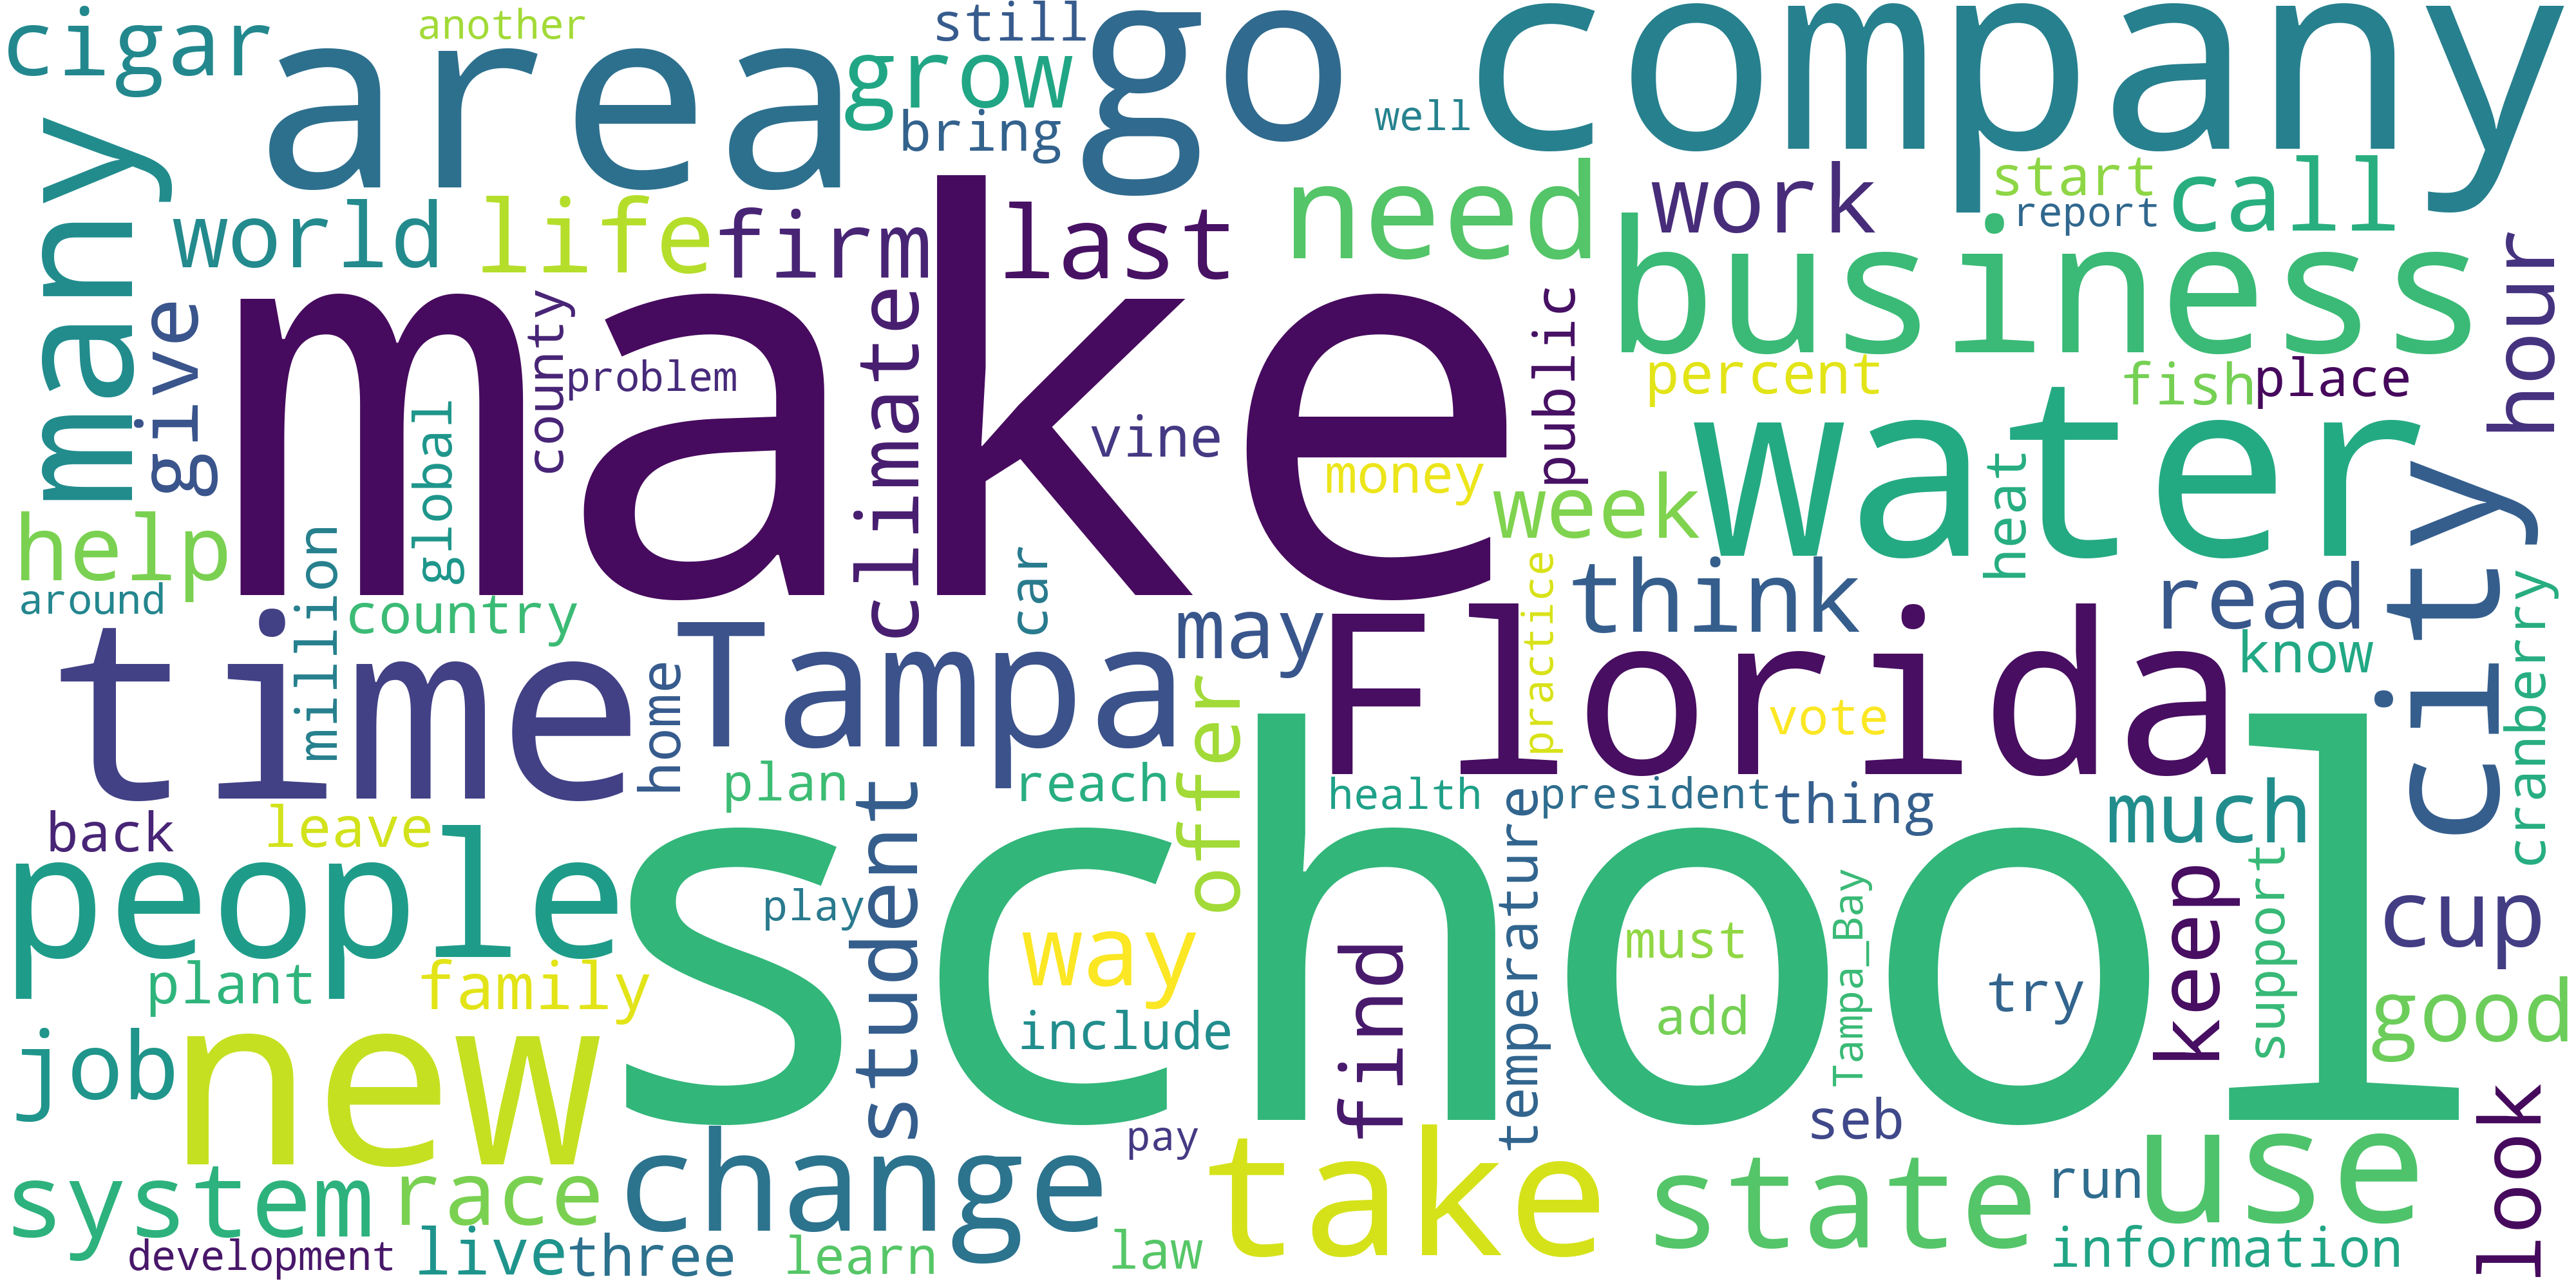 cigar
another
area
still
grow
bring
go
well
company
many
world
life
firm
last
need
work
start
report
call
business
hour
give
make
county
problem
global
climate
vine
public
money
percent
fish
place
water
week
heat
help
around
million
country
car
may
practice
think
read
know
city
cranberry
time
home
Tampa
offer
Florida
vote
plan
reach
health
president
thing
much
back
leave
people
student
school
play
way
include
find
temperature
must
add
Tampa_Bay
try
keep
support
cup
good
plant
family
job
new
system
race
change
pay
take
seb
state
run
use
look
development
live
three
learn
law
information